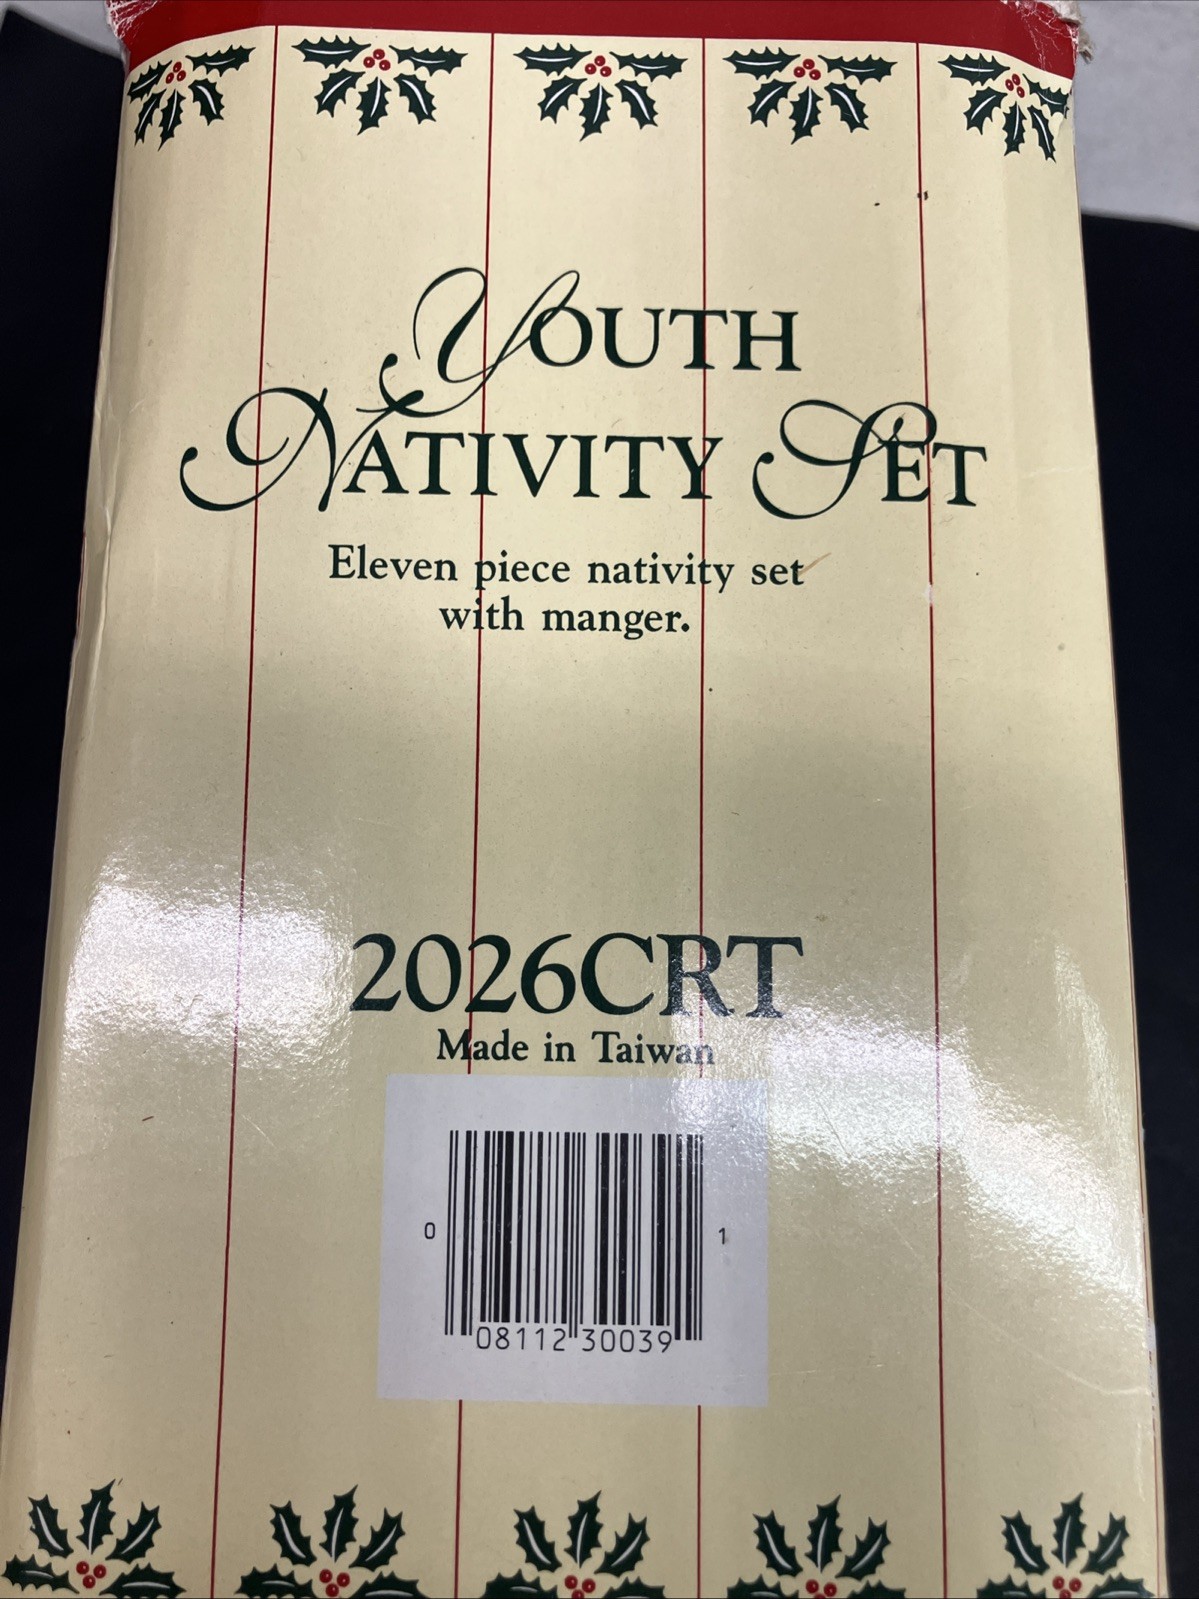 Youth
Nativity Set
Eleven piece nativity set
with manger.
2026CRT
Made in Taiwan
0 08112 30039 1